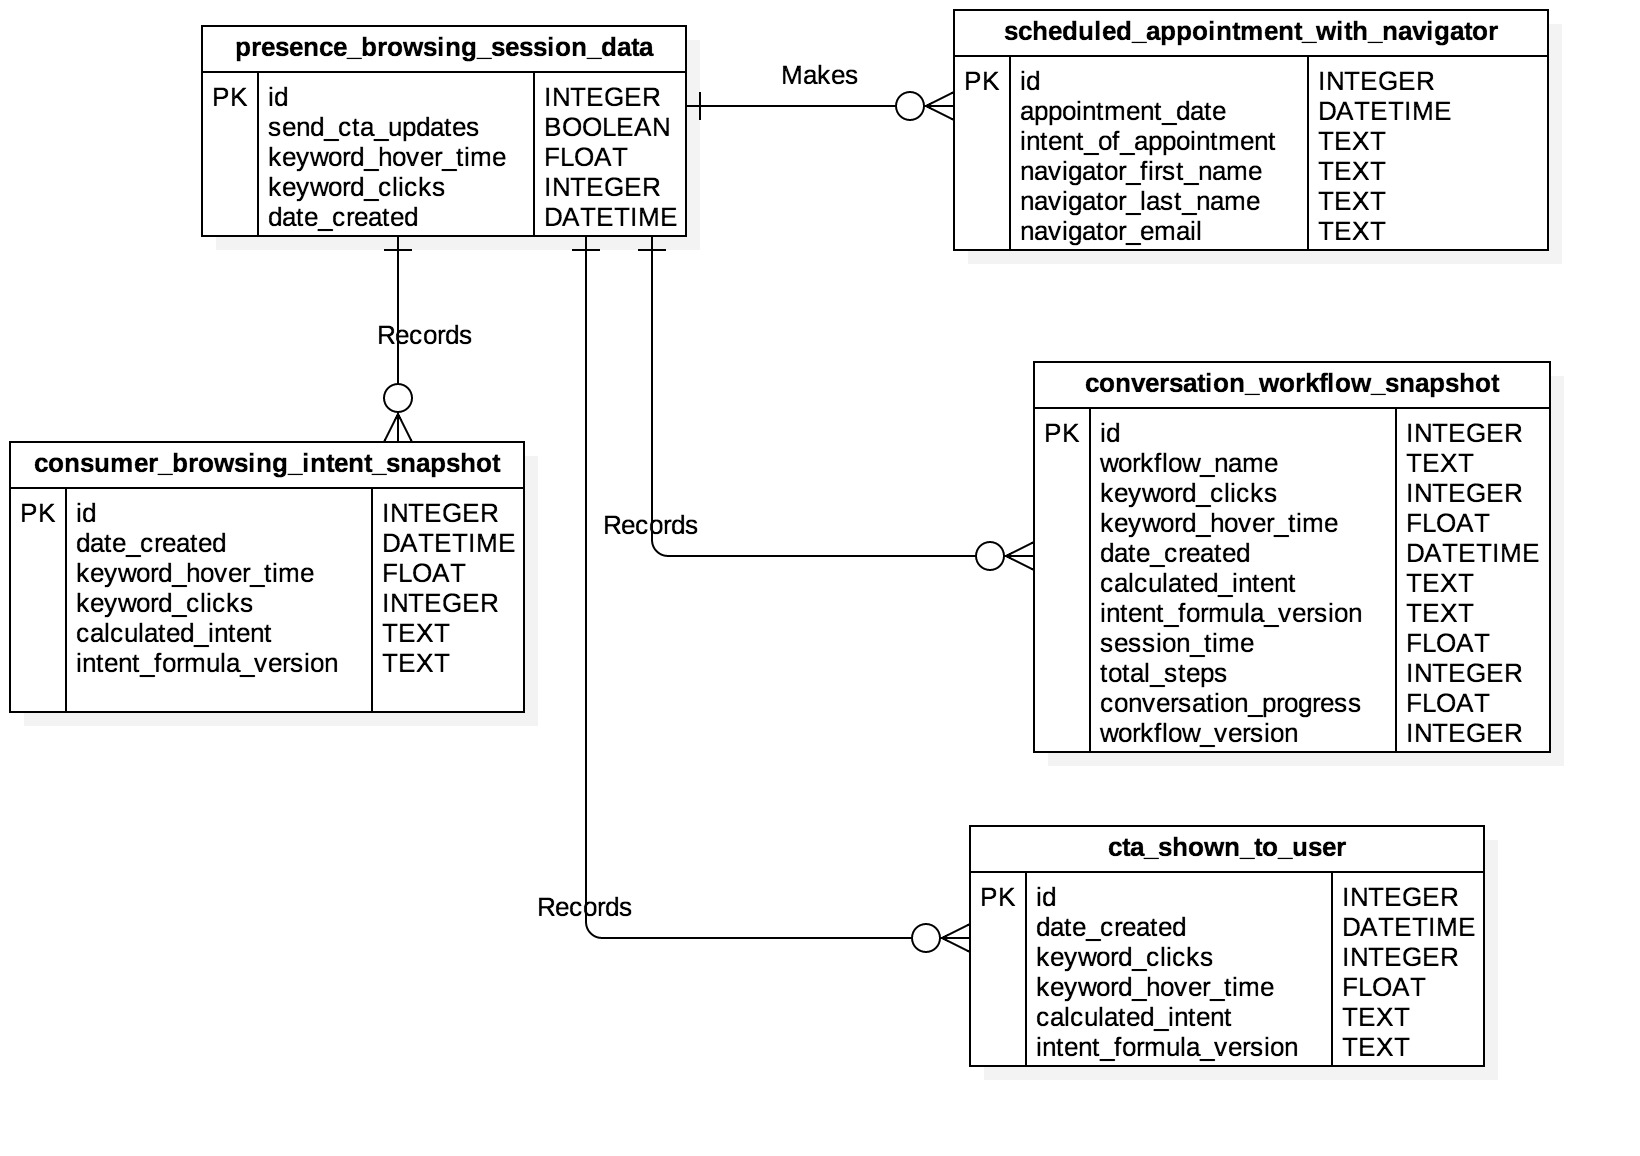 presence_browsing_session_data
PK id INTEGER
send_cta_updates BOOLEAN
keyword_hover_time FLOAT
keyword_clicks INTEGER
date_created DATETIME
Makes
scheduled_appointment_with_navigator
PK id INTEGER
appointment_date DATETIME
intent_of_appointment TEXT
navigator_first_name TEXT
navigator_last_name TEXT
navigator_email TEXT
Records
consumer_browsing_intent_snapshot
PK id INTEGER
date_created DATETIME
keyword_hover_time FLOAT
keyword_clicks INTEGER
calculated_intent TEXT
intent_formula_version TEXT
Records
conversation_workflow_snapshot
PK id INTEGER
workflow_name TEXT
keyword_clicks INTEGER
keyword_hover_time FLOAT
date_created DATETIME
calculated_intent TEXT
intent_formula_version TEXT
session_time FLOAT
total_steps INTEGER
conversation_progress FLOAT
workflow_version INTEGER
Records
cta_shown_to_user
PK id INTEGER
date_created DATETIME
keyword_clicks INTEGER
keyword_hover_time FLOAT
calculated_intent TEXT
intent_formula_version TEXT